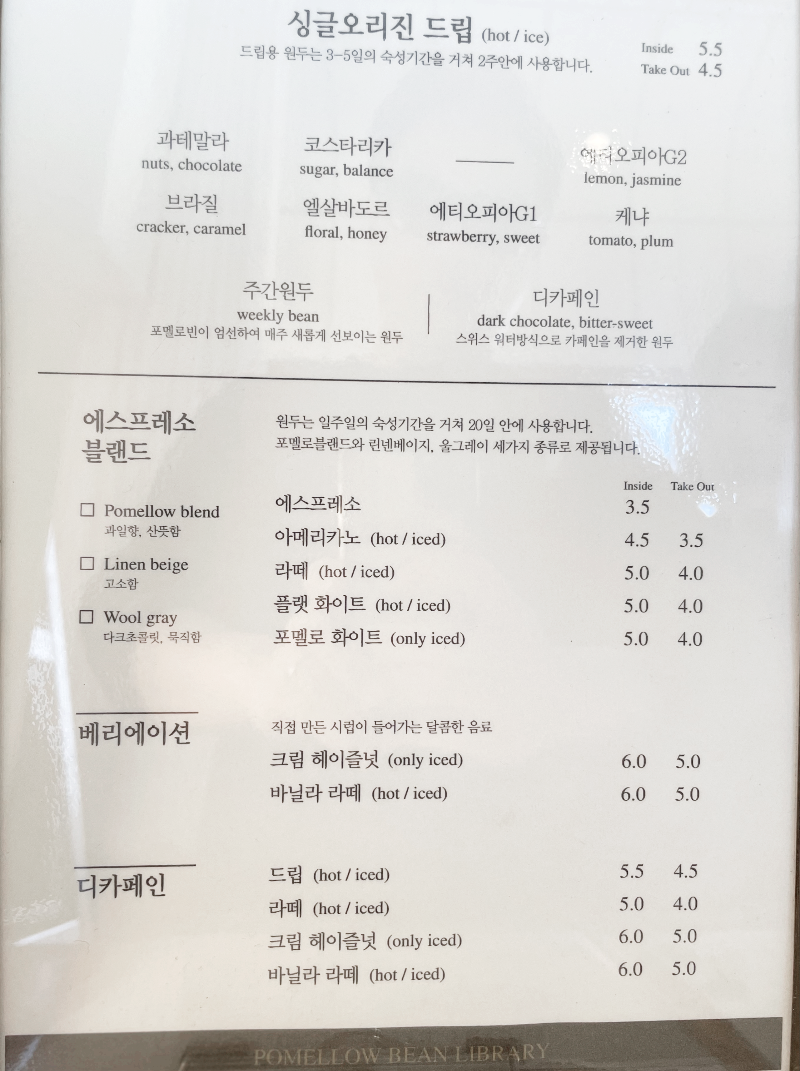 싱글오리진 드립 (hot / ice)
드립용 원두는 3-5일의 숙성기간을 거쳐 2주안에 사용합니다.
Inside 5.5
Take Out 4.5
과테말라 코스타리카 에티오피아G2
nuts, chocolate sugar, balance lemon, jasmine
브라질 엘살바도르 에티오피아G1 케냐
cracker, caramel floral, honey strawberry, sweet tomato, plum
주간원두 디카페인
weekly bean dark chocolate, bitter-sweet
포멜로빈이 엄선하여 매주 새롭게 선보이는 원두 스위스 워터방식으로 카페인을 제거한 원두
에스프레소
블랜드
원두는 일주일의 숙성기간을 거쳐 20일 안에 사용합니다.
포멜로블랜드와 린넨베이지, 울그레이 세가지 종류로 제공됩니다.
Inside Take Out
□ Pomellow blend
과일향, 산뜻함
□ Linen beige
고소함
□ Wool gray
다크초콜릿, 묵직함
에스프레소 3.5
아메리카노 (hot / iced) 4.5 3.5
라떼 (hot / iced) 5.0 4.0
플랫 화이트 (hot / iced) 5.0 4.0
포멜로 화이트 (only iced) 5.0 4.0
베리에이션
직접 만든 시럽이 들어가는 달콤한 음료
크림 헤이즐넛 (only iced) 6.0 5.0
바닐라 라떼 (hot / iced) 6.0 5.0
디카페인
드립 (hot / iced) 5.5 4.5
라떼 (hot / iced) 5.0 4.0
크림 헤이즐넛 (only iced) 6.0 5.0
바닐라 라떼 (hot / iced) 6.0 5.0
POMELLOW BEAN LIBRARY